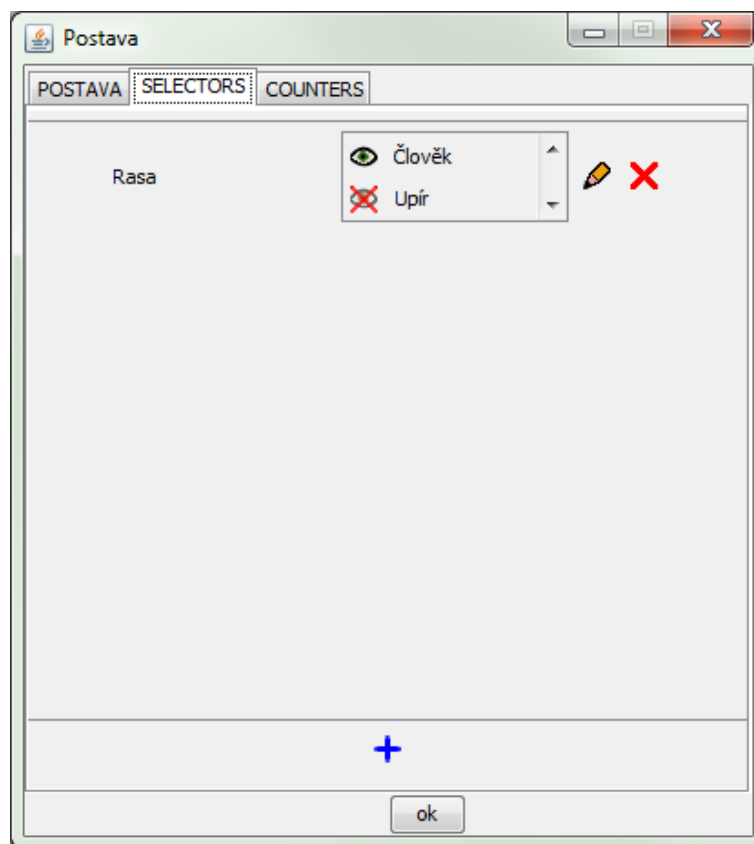 Postava
POSTAVA SELECTORS COUNTERS
Člověk
Rasa
Upír
ok